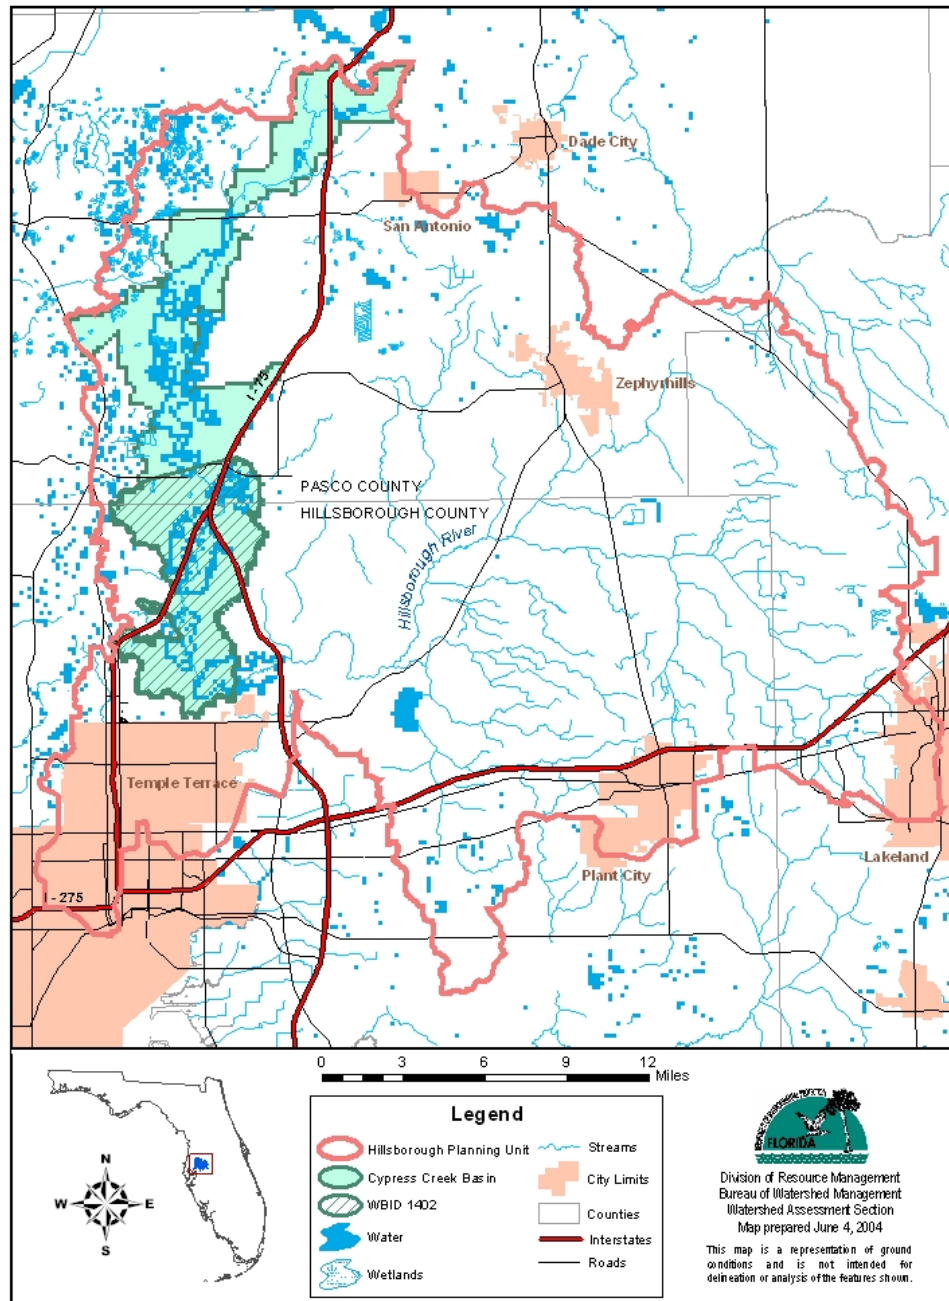 Dade City
San Antonio
Zephyrhills
I - 75
PASCO COUNTY
HILLSBOROUGH COUNTY
Hillsborough River
Temple Terrace
Lakeland
Plant City
I - 275
0 3 6 9 12
Miles
N
W E
S
Legend
Hillsborough Planning Unit
Cypress Creek Basin
WBID 1402
Water
Wetlands
Streams
City Limits
Counties
Interstates
Roads
FLORIDA
Division of Resource Management
Bureau of Watershed Management
Watershed Assessment Section
Map prepared June 4, 2004
This map is a representation of ground
conditions and is not intended for
delineation or analysis of the features shown.